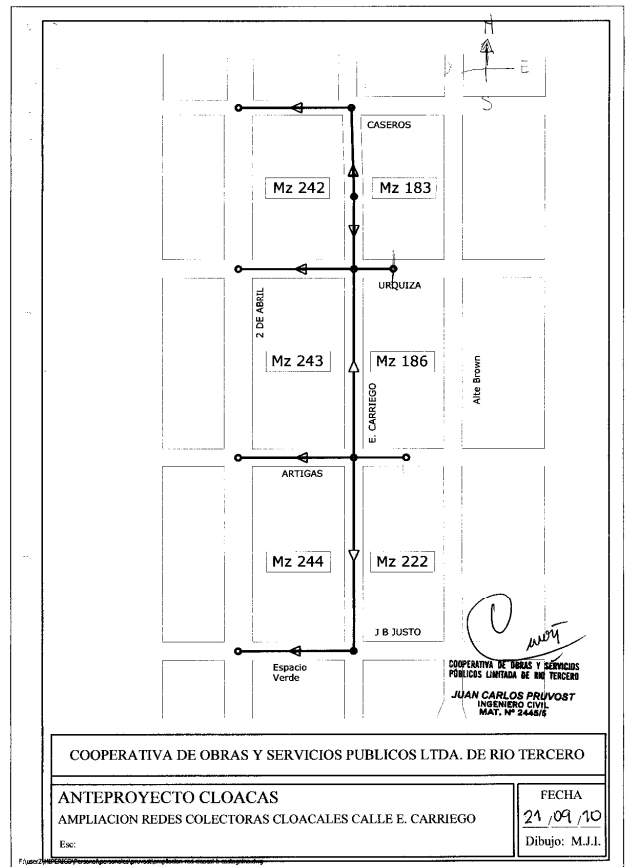 N
E
S
CASEROS
Mz 242
Mz 183
URQUIZA
2 DE ABRIL
Mz 243
Mz 186
E. CARRIEGO
Alte Brown
ARTIGAS
Mz 244
Mz 222
J B JUSTO
Espacio
Verde
COOPERATIVA DE OBRAS Y SERVICIOS
PÚBLICOS LIMITADA DE RIO TERCERO
JUAN CARLOS PRUVOST
INGENIERO CIVIL
MAT. Nº 2445/5
COOPERATIVA DE OBRAS Y SERVICIOS PUBLICOS LTDA. DE RIO TERCERO
ANTEPROYECTO CLOACAS
AMPLIACION REDES COLECTORAS CLOACALES CALLE E. CARRIEGO
Esc:
FECHA
21/09/10
Dibujo: M.J.I.